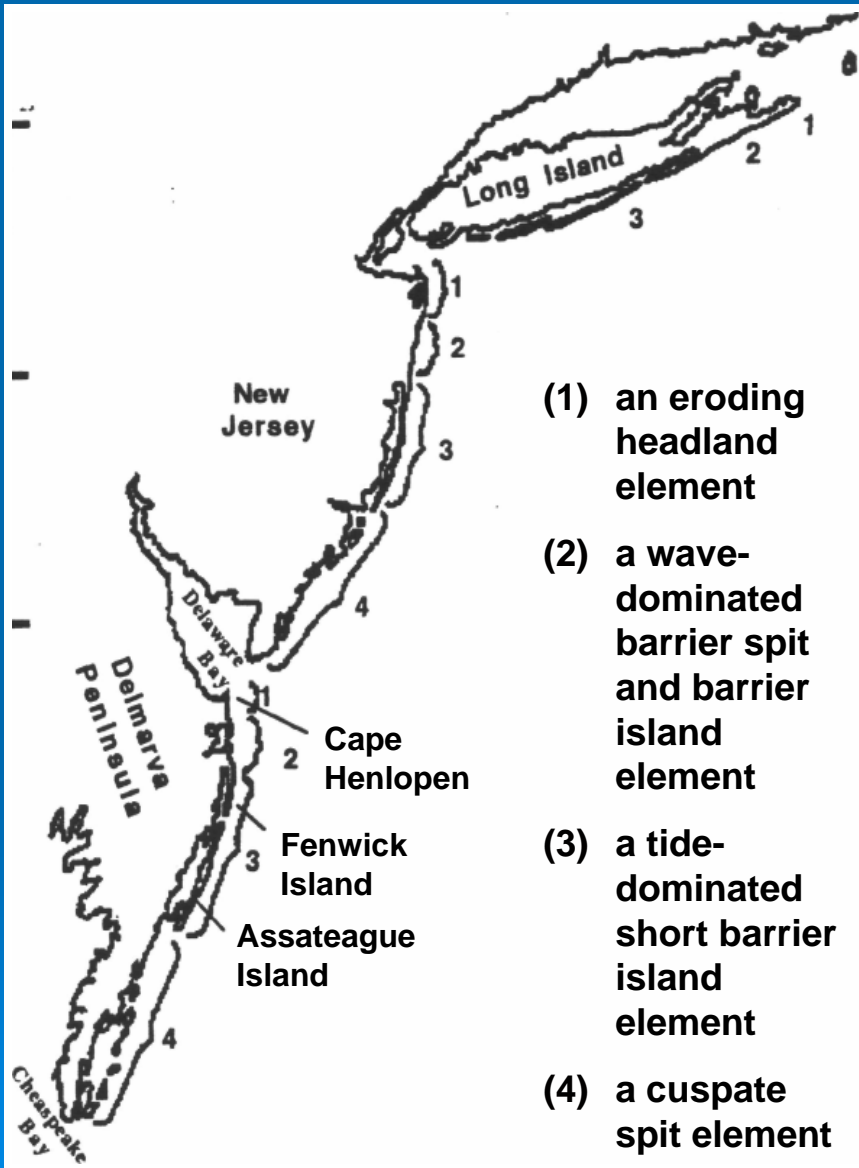 Long Island
1
2
3
1
2
3
4
New
Jersey
Delaware
Bay
Delmarva
Peninsula
1
2
3
4
Cape
Henlopen
Fenwick
Island
Assateague
Island
Cheaspeake
Bay
(1) an eroding
headland
element
(2) a wave-
dominated
barrier spit
and barrier
island
element
(3) a tide-
dominated
short barrier
island
element
(4) a cuspate
spit element